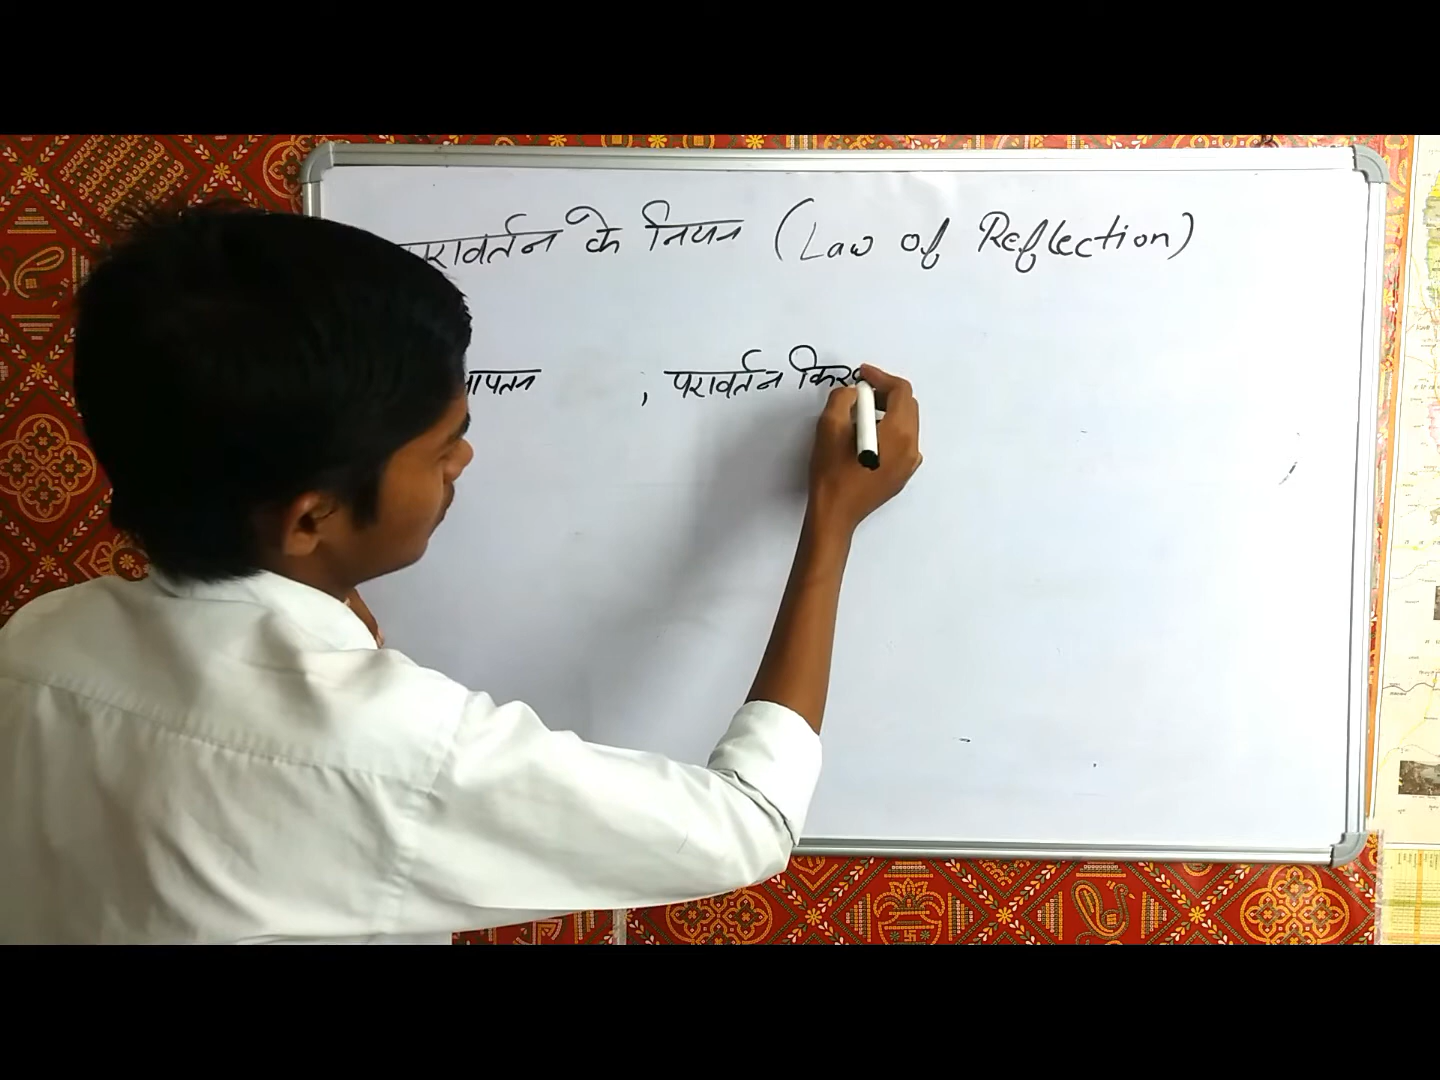 परावर्तन के नियम (Law of Reflection)
आपतन , परावर्तन किर